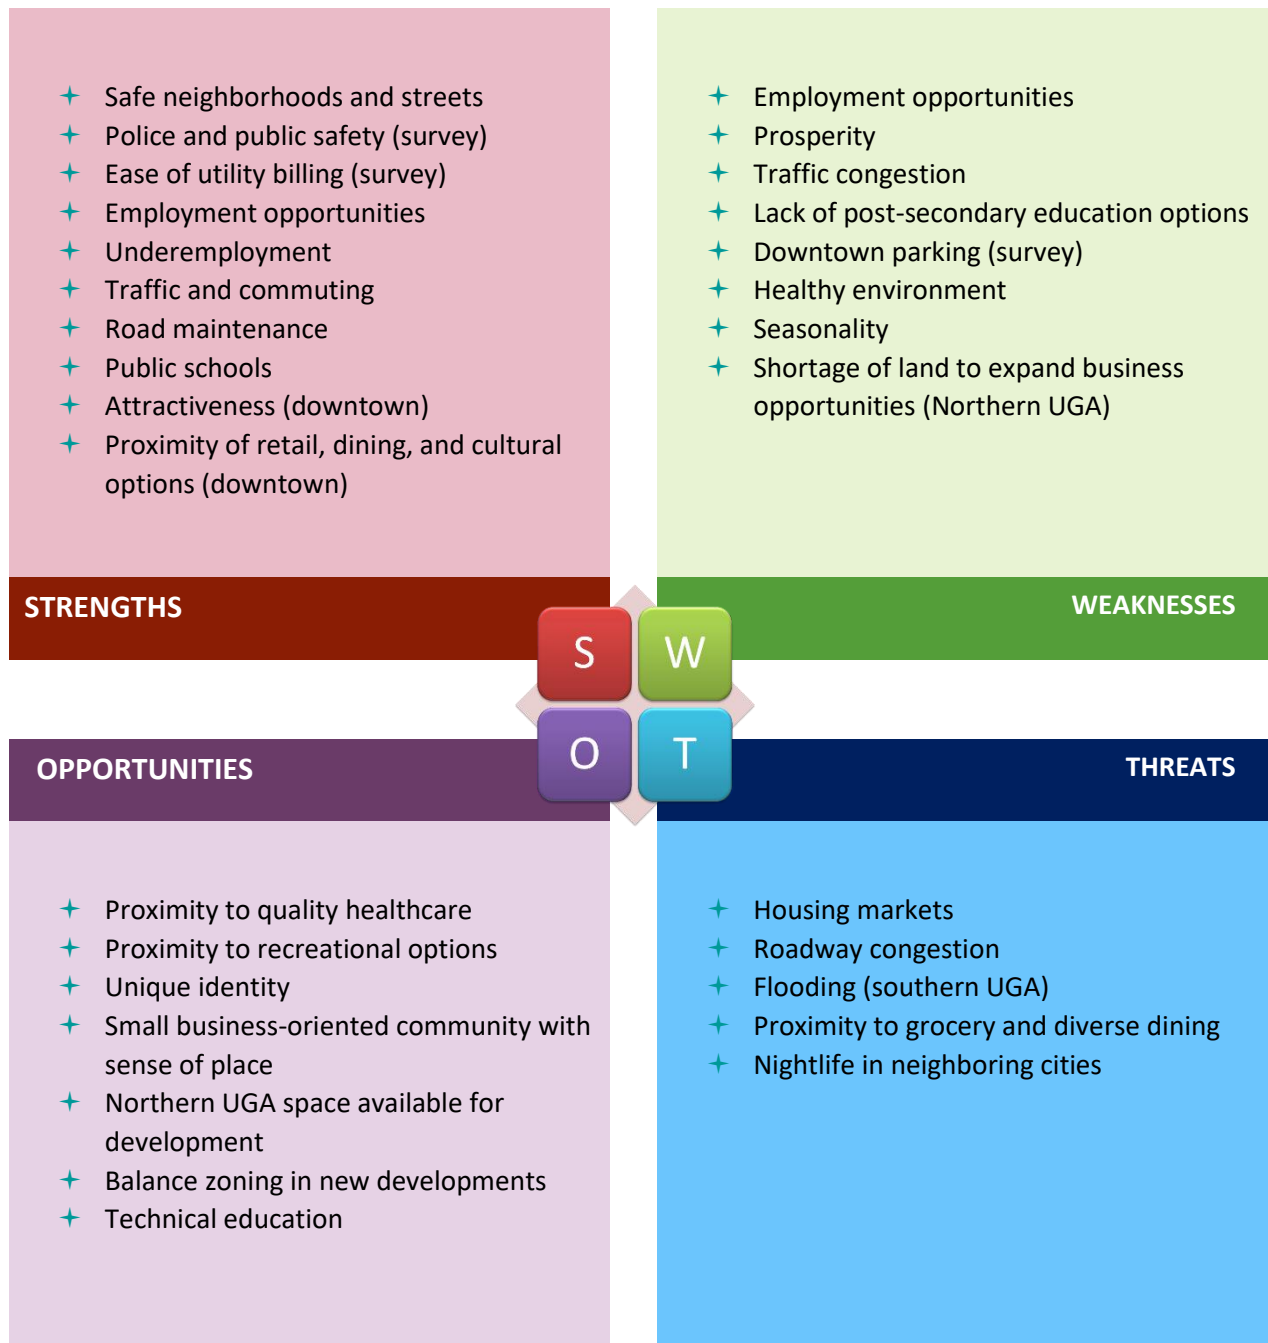 Safe neighborhoods and streets
Police and public safety (survey)
Ease of utility billing (survey)
Employment opportunities
Underemployment
Traffic and commuting
Road maintenance
Public schools
Attractiveness (downtown)
Proximity of retail, dining, and cultural
options (downtown)
STRENGTHS
Employment opportunities
Prosperity
Traffic congestion
Lack of post-secondary education options
Downtown parking (survey)
Healthy environment
Seasonality
Shortage of land to expand business
opportunities (Northern UGA)
WEAKNESSES
S
W
O
T
OPPORTUNITIES
Proximity to quality healthcare
Proximity to recreational options
Unique identity
Small business-oriented community with
sense of place
Northern UGA space available for
development
Balance zoning in new developments
Technical education
THREATS
Housing markets
Roadway congestion
Flooding (southern UGA)
Proximity to grocery and diverse dining
Nightlife in neighboring cities